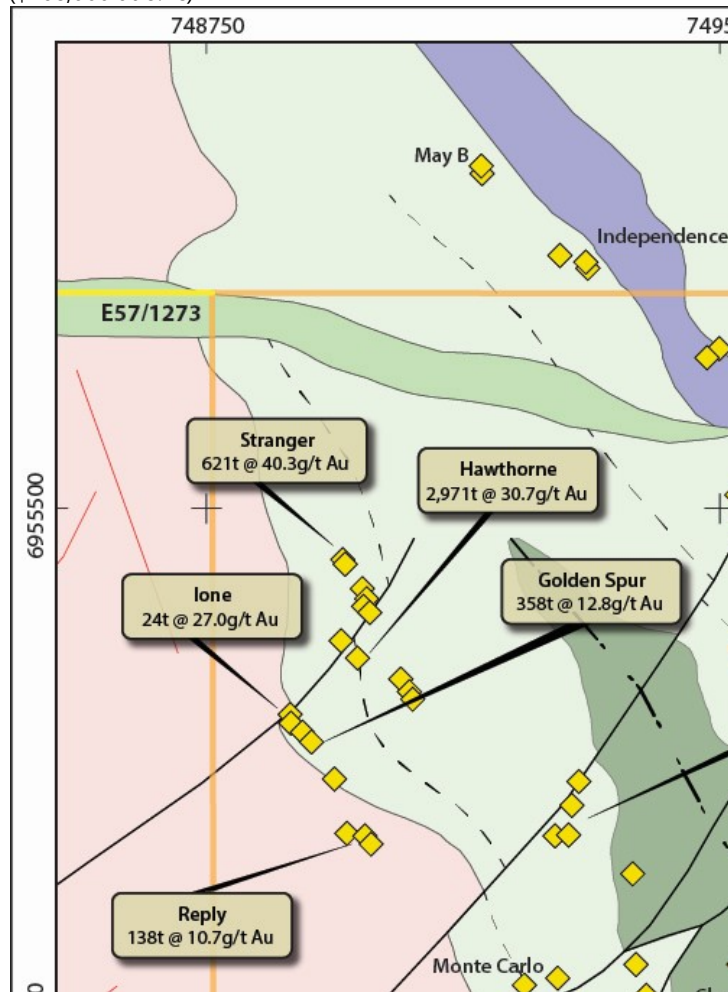 748750
May B
Independence
E57/1273
Stranger
621t @ 40.3g/t Au
Hawthorne
2,971t @ 30.7g/t Au
6955500
Ione
24t @ 27.0g/t Au
Golden Spur
358t @ 12.8g/t Au
Reply
138t @ 10.7g/t Au
Monte Carlo